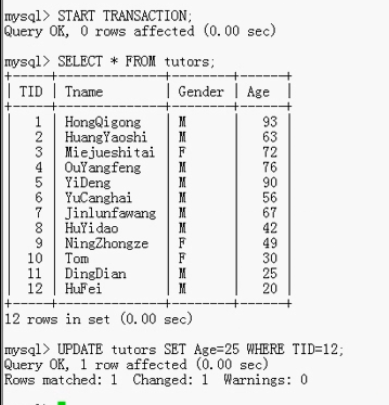 mysql> START TRANSACTION;
Query OK, 0 rows affected (0.00 sec)
mysql> SELECT * FROM tutors;
+-----+--------------+--------+-----+
| TID | Tname | Gender | Age |
+-----+--------------+--------+-----+
| 1 | HongQigong | M | 93 |
| 2 | HuangYaoshi | M | 63 |
| 3 | Miejueshitai | F | 72 |
| 4 | OuYangfeng | M | 76 |
| 5 | YiDeng | M | 90 |
| 6 | YuCanghai | M | 56 |
| 7 | Jinlunfawang | M | 67 |
| 8 | HuYidao | M | 42 |
| 9 | NingZhongze | F | 49 |
| 10 | Tom | F | 30 |
| 11 | DingDian | M | 25 |
| 12 | HuFei | M | 20 |
+-----+--------------+--------+-----+
12 rows in set (0.00 sec)
mysql> UPDATE tutors SET Age=25 WHERE TID=12;
Query OK, 1 row affected (0.00 sec)
Rows matched: 1 Changed: 1 Warnings: 0